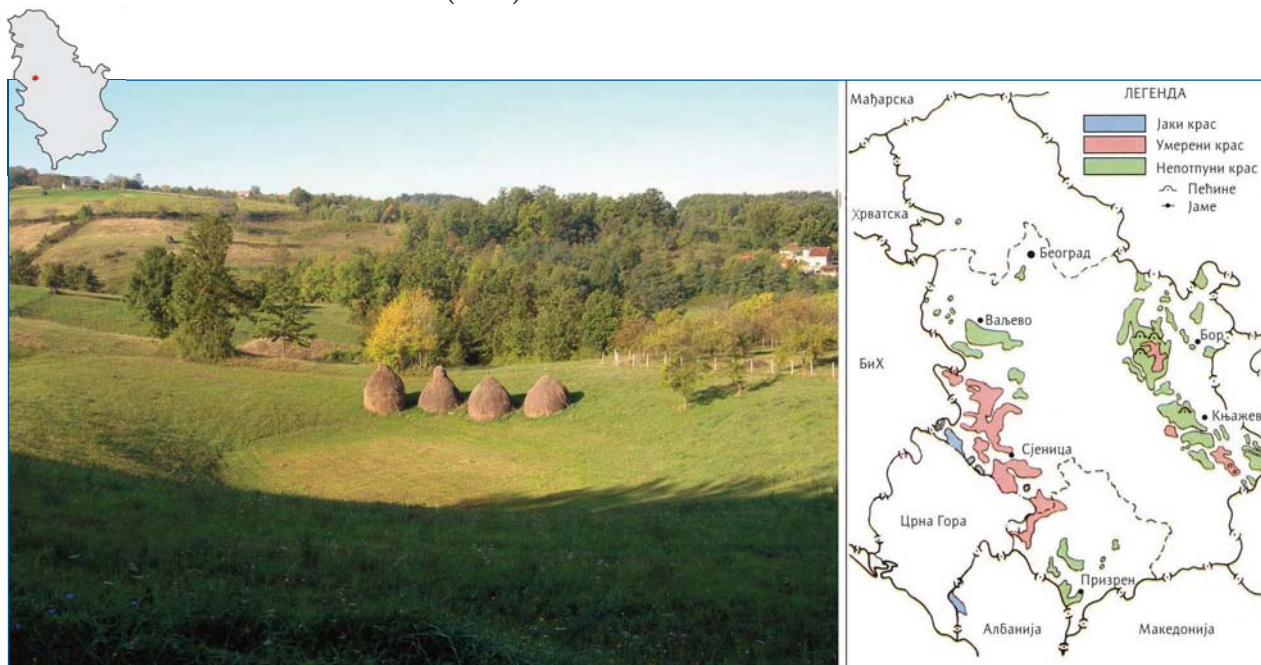 ЛЕГЕНДА
Јаки крас
Умерени крас
Непотпуни крас
Пећине
Јаме
Мађарска
Хрватска
Београд
Ваљево
Бор
БиХ
Књажев
Сјеница
Црна Гора
Призрен
Албанија
Македонија